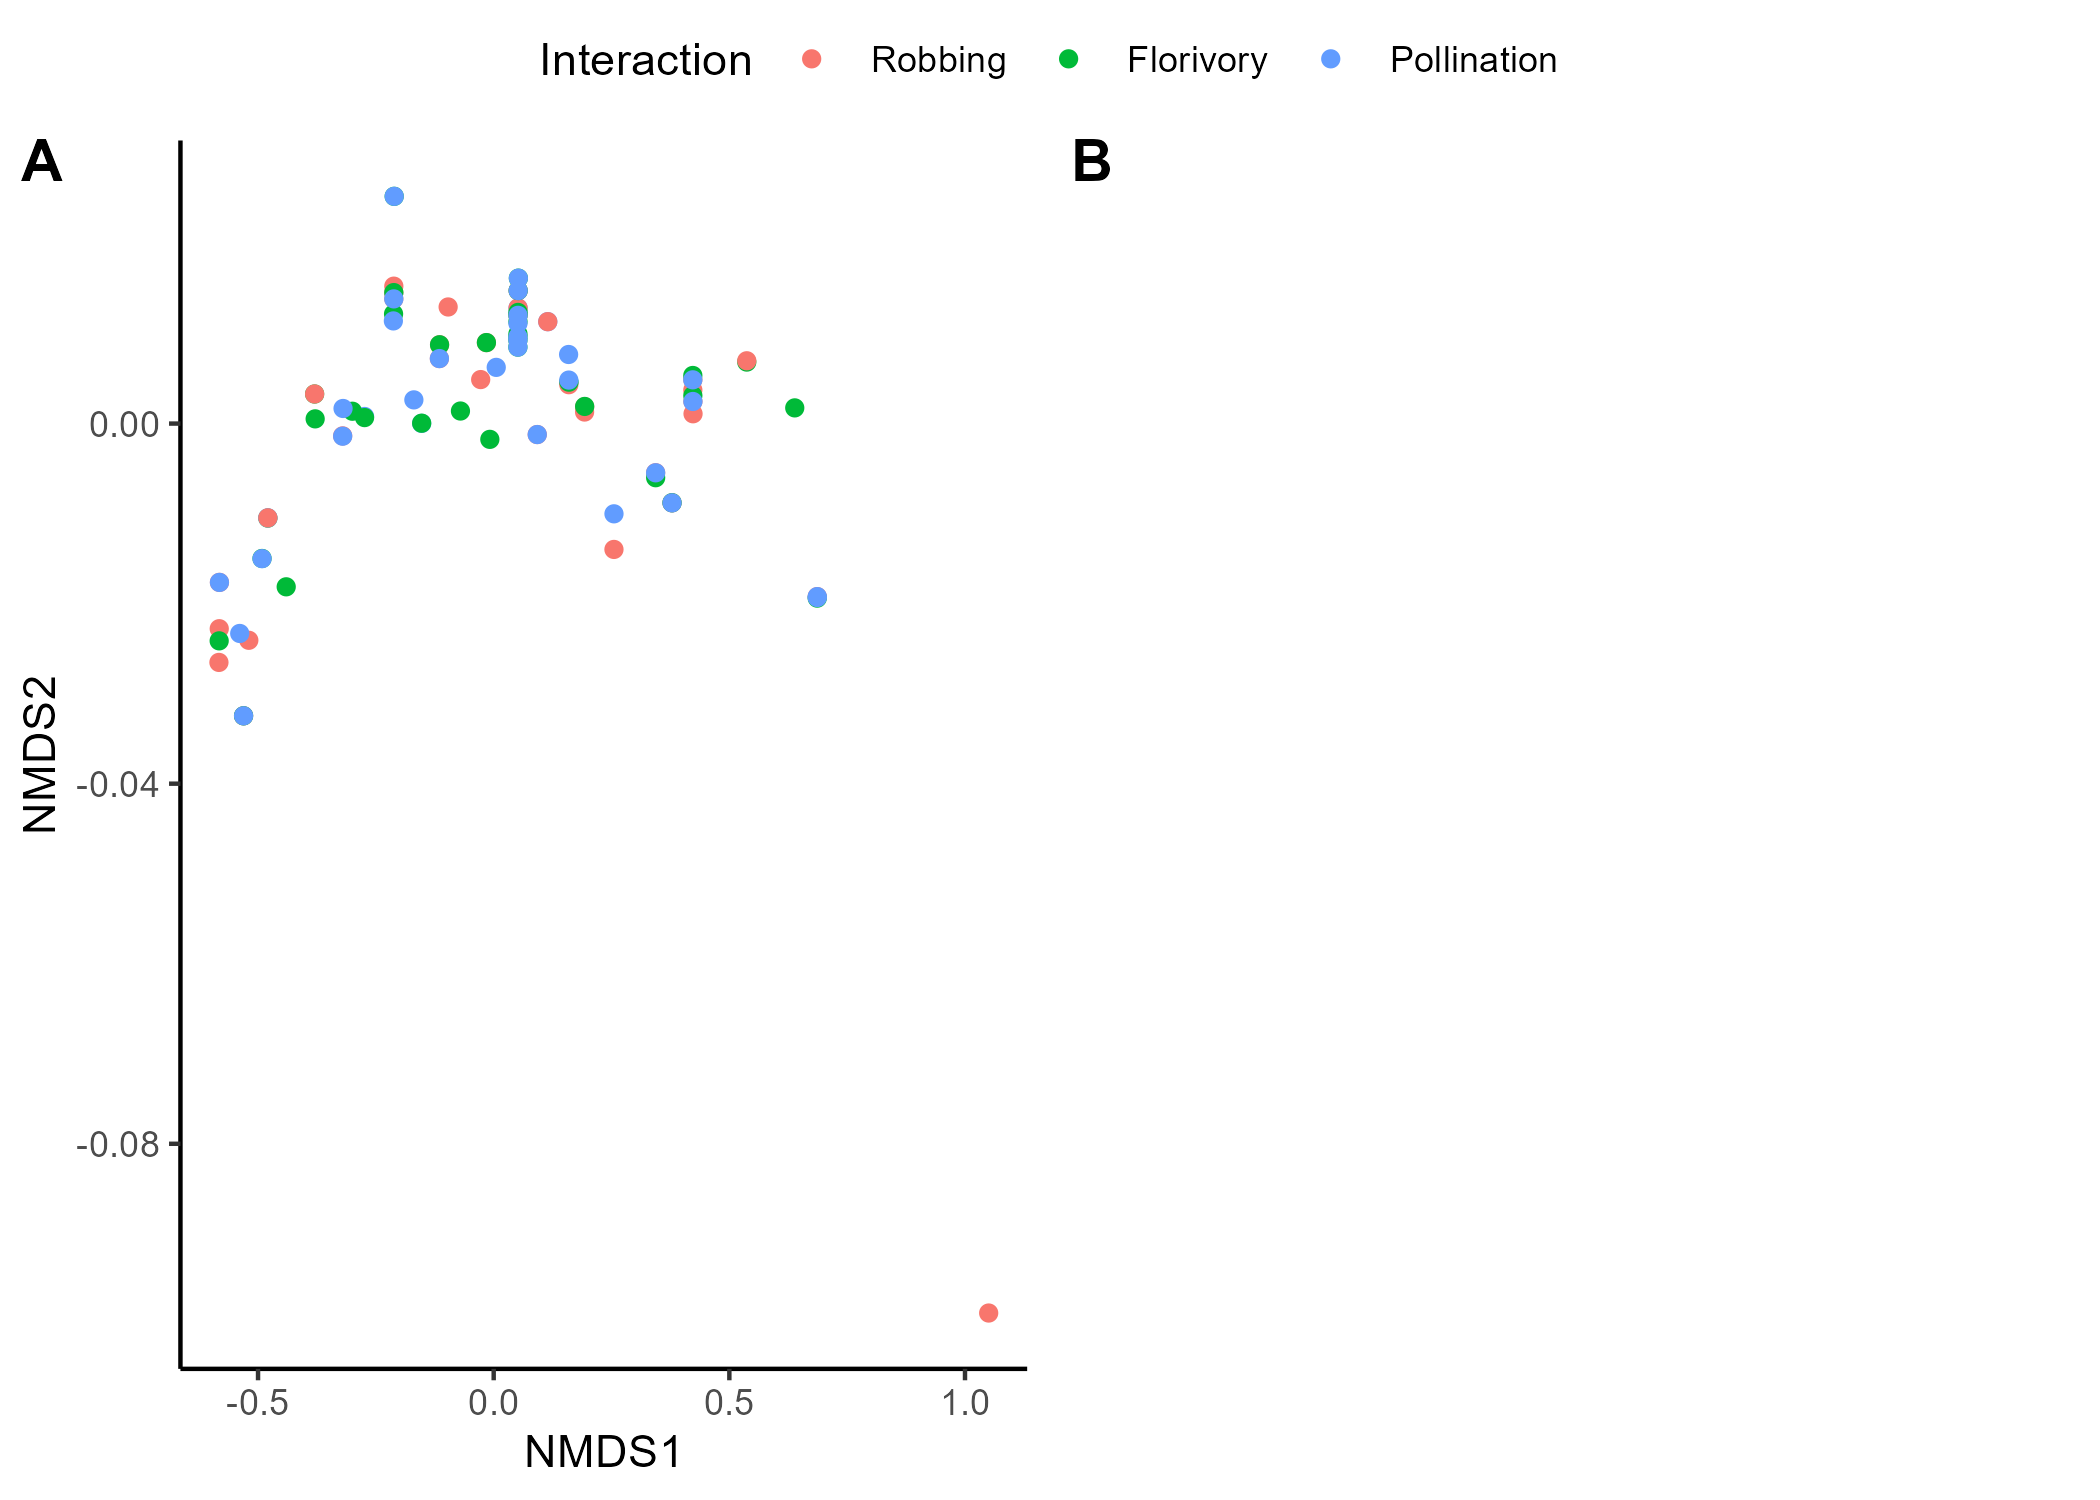 Interaction Robbing Florivory Pollination
A
B
NMDS2
0.00
-0.04
-0.08
-0.5 0.0 0.5 1.0
NMDS1